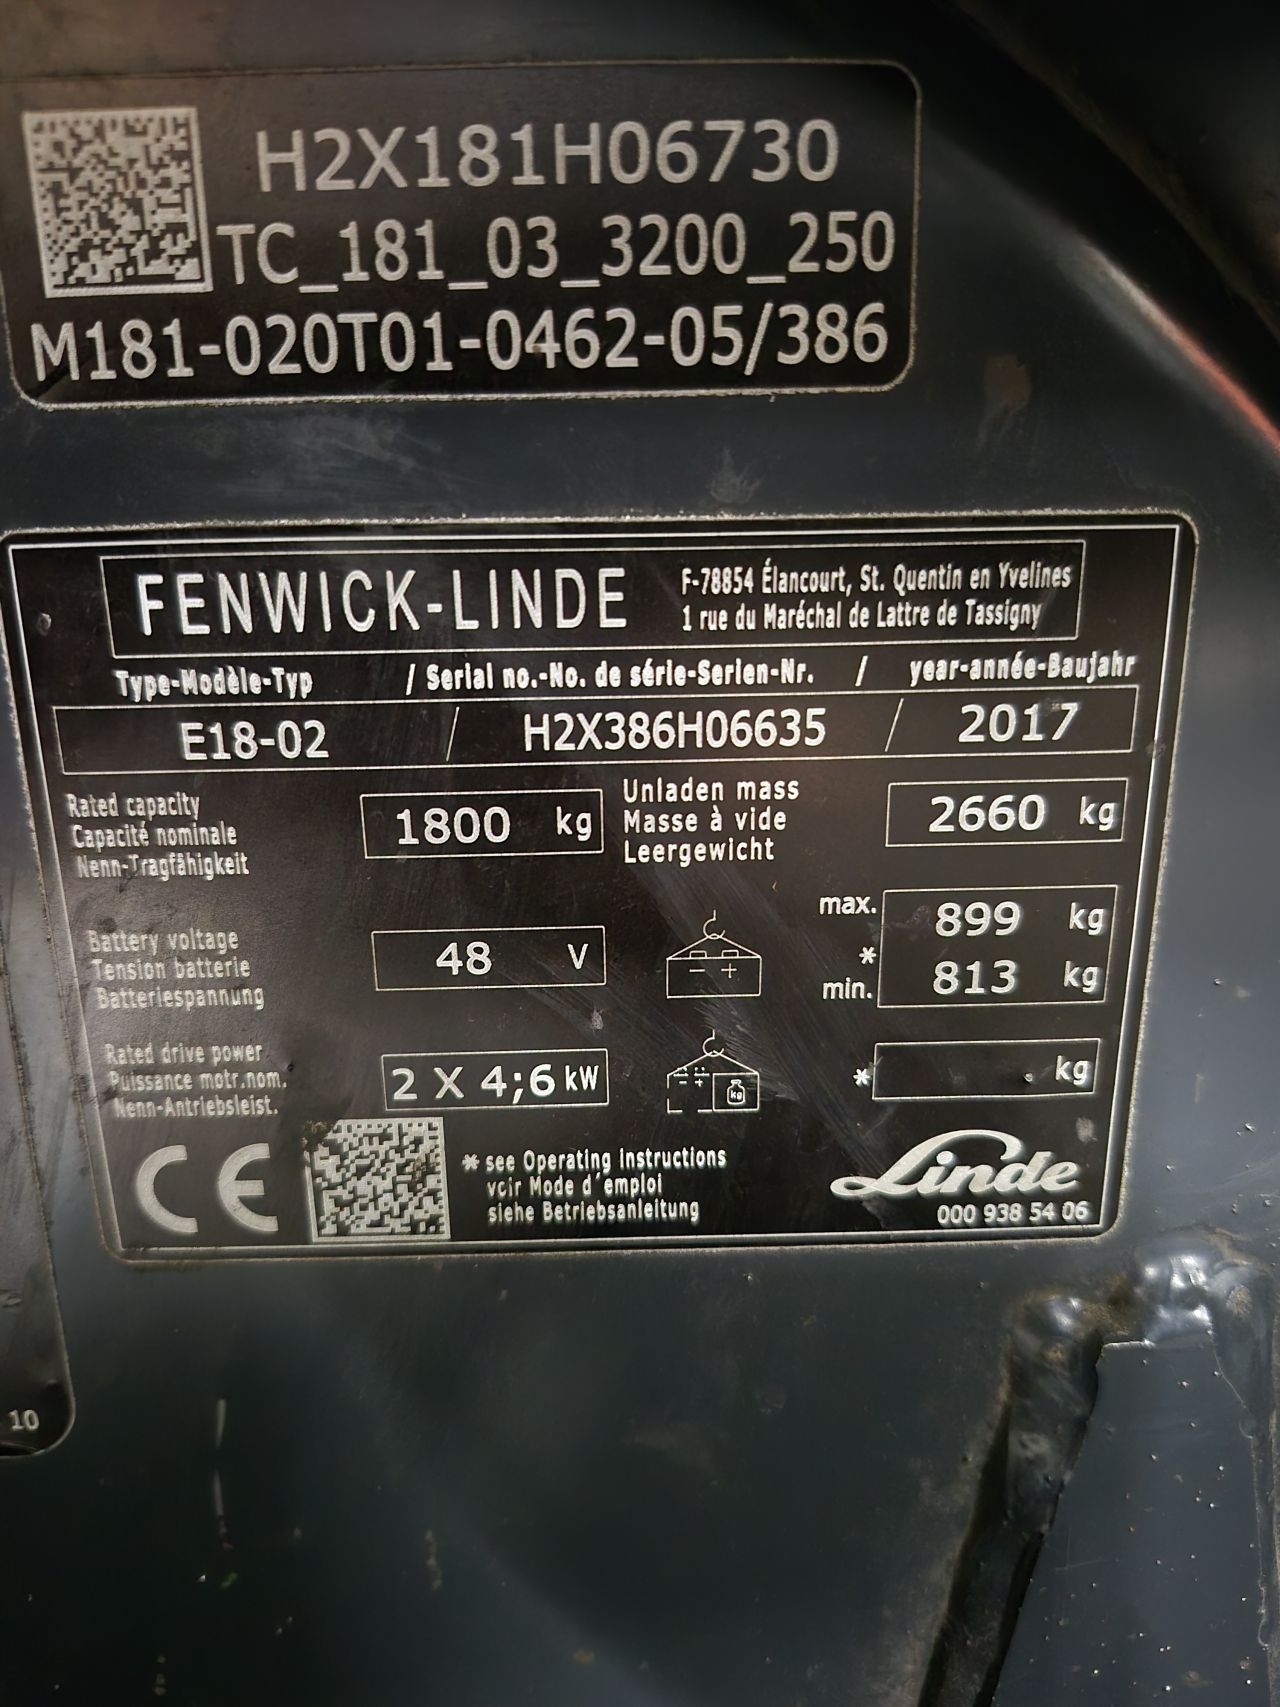 H2X181H06730
TC_181_03_3200_250
M181-020T01-0462-05/386
FENWICK-LINDE
F-78854 Élancourt, St. Quentin en Yvelines
1 rue du Maréchal de Lattre de Tassigny
Type-Modèle-Typ / Serial no.-No. de série-Serien-Nr. / year-année-Baujahr
E18-02 / H2X386H06635 / 2017
Rated capacity
Capacité nominale
Nenn-Tragfähigkeit
1800 kg
Unladen mass
Masse à vide
Leergewicht
2660 kg
Battery voltage
Tension batterie
Batteriespannung
48 V
- +
max. 899 kg
*
min. 813 kg
Rated drive power
Puissance motr.nom.
Nenn-Antriebsleist.
2 X 4;6 kW
- +
kg
* kg
CE
* see Operating instructions
voir Mode d'emploi
siehe Betriebsanleitung
Linde
000 938 54 06
10